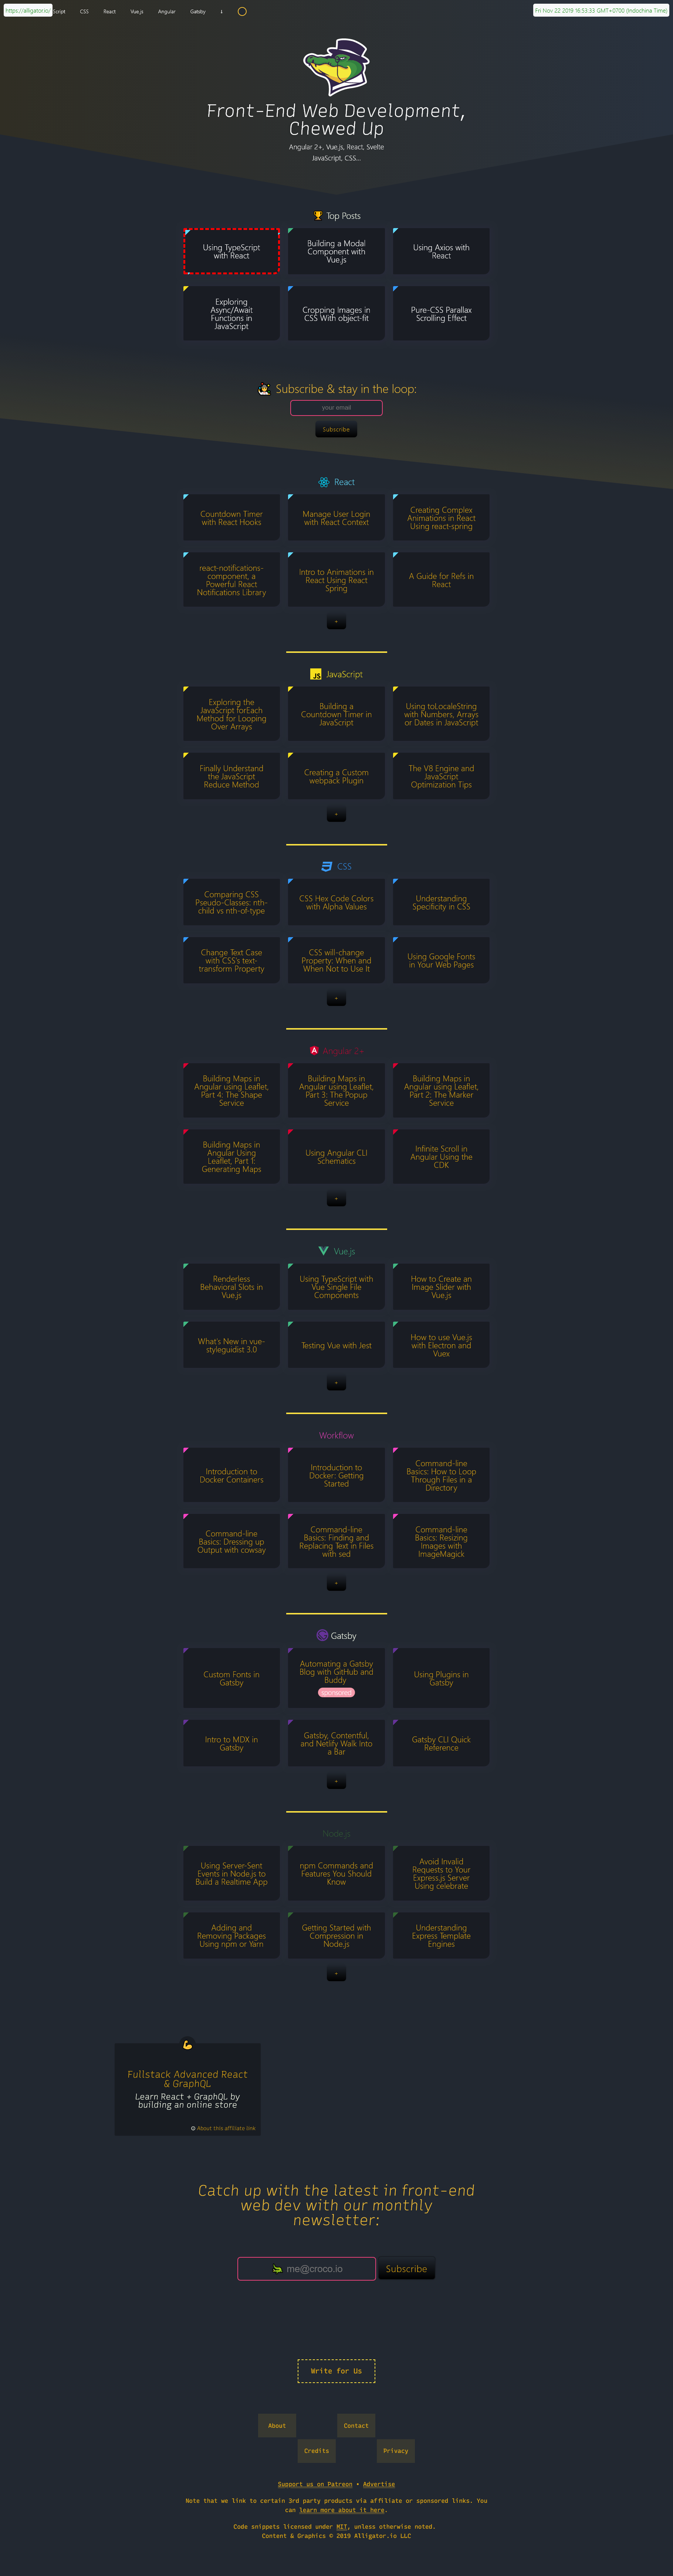 https://alligator.io/
Script
CSS
React
Vue.js
Angular
Gatsby
↓
Fri Nov 22 2019 16:53:33 GMT+0700 (Indochina Time)
Front-End Web Development,
Chewed Up
Angular 2+, Vue.js, React, Svelte
JavaScript, CSS...
Top Posts
Using TypeScript
with React
Building a Modal
Component with
Vue.js
Using Axios with
React
Exploring
Async/Await
Functions in
JavaScript
Cropping Images in
CSS With object-fit
Pure-CSS Parallax
Scrolling Effect
Subscribe & stay in the loop:
your email
Subscribe
React
Countdown Timer
with React Hooks
Manage User Login
with React Context
Creating Complex
Animations in React
Using react-spring
react-notifications-
component, a
Powerful React
Notifications Library
Intro to Animations in
React Using React
Spring
A Guide for Refs in
React
+
JS
JavaScript
Exploring the
JavaScript forEach
Method for Looping
Over Arrays
Building a
Countdown Timer in
JavaScript
Using toLocaleString
with Numbers, Arrays
or Dates in JavaScript
Finally Understand
the JavaScript
Reduce Method
Creating a Custom
webpack Plugin
The V8 Engine and
JavaScript
Optimization Tips
+
CSS
Comparing CSS
Pseudo-Classes: nth-
child vs nth-of-type
CSS Hex Code Colors
with Alpha Values
Understanding
Specificity in CSS
Change Text Case
with CSS's text-
transform Property
CSS will-change
Property: When and
When Not to Use It
Using Google Fonts
in Your Web Pages
+
Angular 2+
Building Maps in
Angular using Leaflet,
Part 4: The Shape
Service
Building Maps in
Angular using Leaflet,
Part 3: The Popup
Service
Building Maps in
Angular using Leaflet,
Part 2: The Marker
Service
Building Maps in
Angular Using
Leaflet, Part 1:
Generating Maps
Using Angular CLI
Schematics
Infinite Scroll in
Angular Using the
CDK
+
Vue.js
Renderless
Behavioral Slots in
Vue.js
Using TypeScript with
Vue Single File
Components
How to Create an
Image Slider with
Vue.js
What's New in vue-
styleguidist 3.0
Testing Vue with Jest
How to use Vue.js
with Electron and
Vuex
+
Workflow
Introduction to
Docker Containers
Introduction to
Docker: Getting
Started
Command-line
Basics: How to Loop
Through Files in a
Directory
Command-line
Basics: Dressing up
Output with cowsay
Command-line
Basics: Finding and
Replacing Text in Files
with sed
Command-line
Basics: Resizing
Images with
ImageMagick
+
Gatsby
Custom Fonts in
Gatsby
Automating a Gatsby
Blog with GitHub and
Buddy
sponsored
Using Plugins in
Gatsby
Intro to MDX in
Gatsby
Gatsby, Contentful,
and Netlify Walk Into
a Bar
Gatsby CLI Quick
Reference
+
Node.js
Using Server-Sent
Events in Node.js to
Build a Realtime App
npm Commands and
Features You Should
Know
Avoid Invalid
Requests to Your
Express.js Server
Using celebrate
Adding and
Removing Packages
Using npm or Yarn
Getting Started with
Compression in
Node.js
Understanding
Express Template
Engines
+
Fullstack Advanced React
& GraphQL
Learn React + GraphQL by
building an online store
About this affiliate link
Catch up with the latest in front-end
web dev with our monthly
newsletter:
me@croco.io
Subscribe
Write for Us
About
Contact
Credits
Privacy
Support us on Patreon • Advertise
Note that we link to certain 3rd party products via affiliate or sponsored links. You
can learn more about it here.
Code snippets licensed under MIT, unless otherwise noted.
Content & Graphics © 2019 Alligator.io LLC